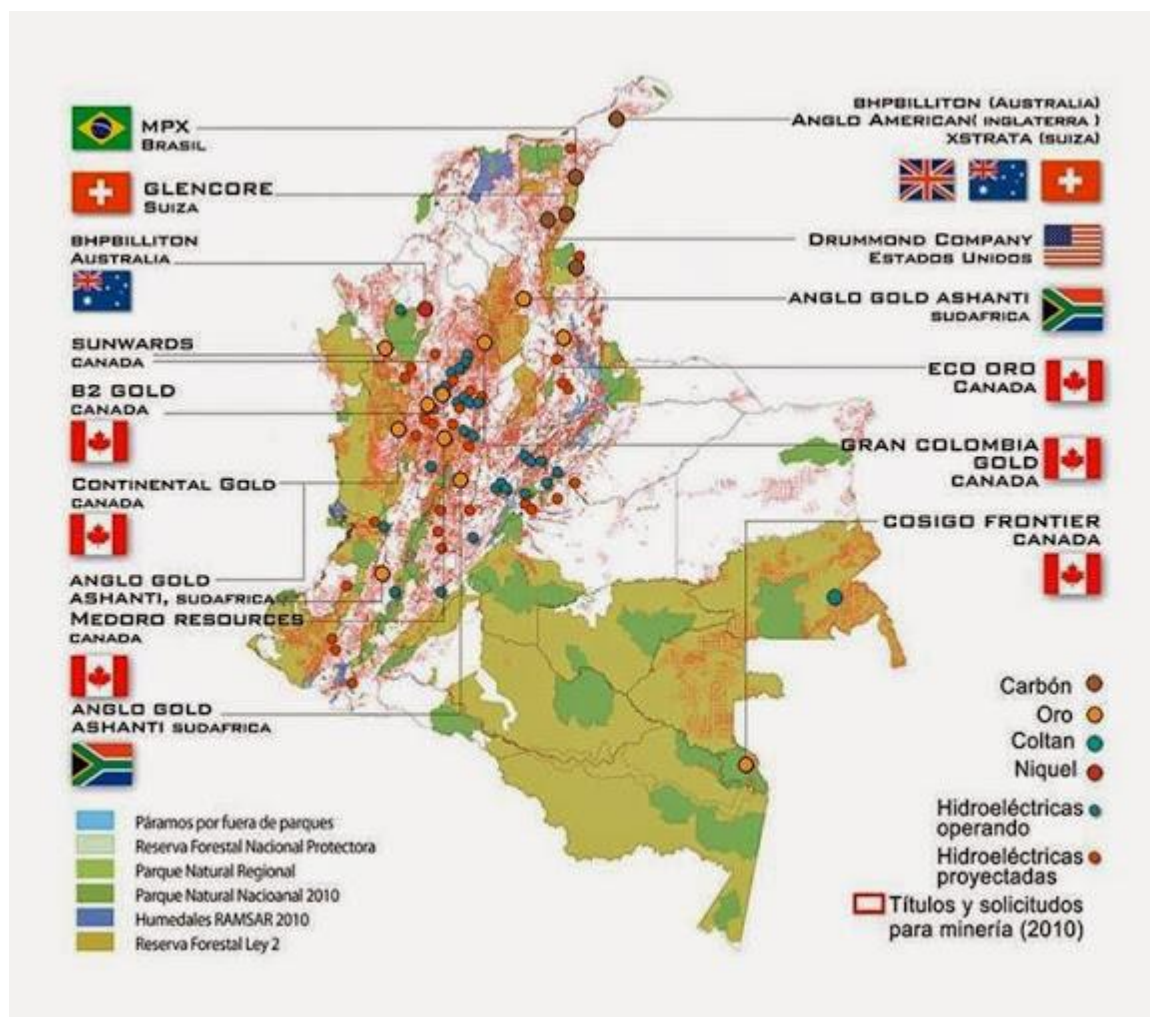 MPX
BRASIL
GLENCORE
SUIZA
BHPBILLITON
AUSTRALIA
SUNWARDS
CANADA
B2 GOLD
CANADA
CONTINENTAL GOLD
CANADA
ANGLO GOLD
ASHANTI, SUDAFRICA
MEDORO RESOURCES
CANADA
ANGLO GOLD
ASHANTI SUDAFRICA
BHPBILLITON (AUSTRALIA)
ANGLO AMERICAN( INGLATERRA )
XSTRATA (SUIZA)
DRUMMOND COMPANY
ESTADOS UNIDOS
ANGLO GOLD ASHANTI
SUDAFRICA
ECO ORO
CANADA
GRAN COLOMBIA
GOLD
CANADA
COSIGO FRONTIER
CANADA
Páramos por fuera de parques
Reserva Forestal Nacional Protectora
Parque Natural Regional
Parque Natural Nacioanal 2010
Humedales RAMSAR 2010
Reserva Forestal Ley 2
Carbón
Oro
Coltan
Niquel
Hidroeléctricas
operando
Hidroeléctricas
proyectadas
Títulos y solicitudos
para minería (2010)